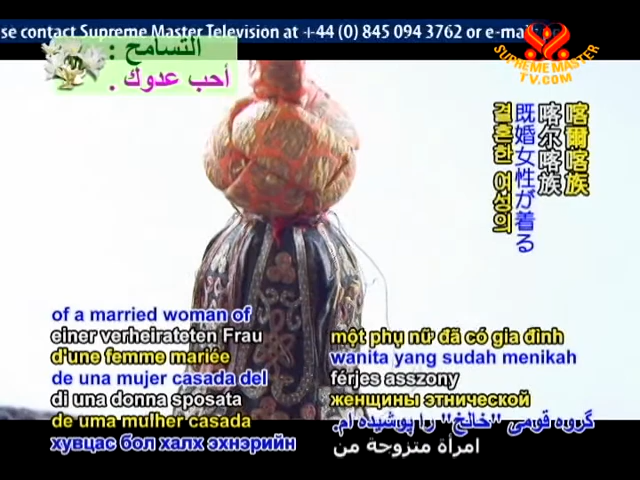 se contact Supreme Master Television at +44 (0) 845 094 3762 or e-mail
SUPREME MASTER
TV.COM
التسامح :
أحب عدوك .
喀爾喀族
喀尔喀族
既婚女性が着る
결혼한 여성의
of a married woman of
einer verheirateten Frau
d'une femme mariée
de una mujer casada del
di una donna sposata
de uma mulher casada
хувцас бол халх эхнэрийн
một phụ nữ đã có gia đình
wanita yang sudah menikah
férjes asszony
женщины этнической
گروه قومی "خالخ" را پوشیده ام.
امرأة متزوجة من